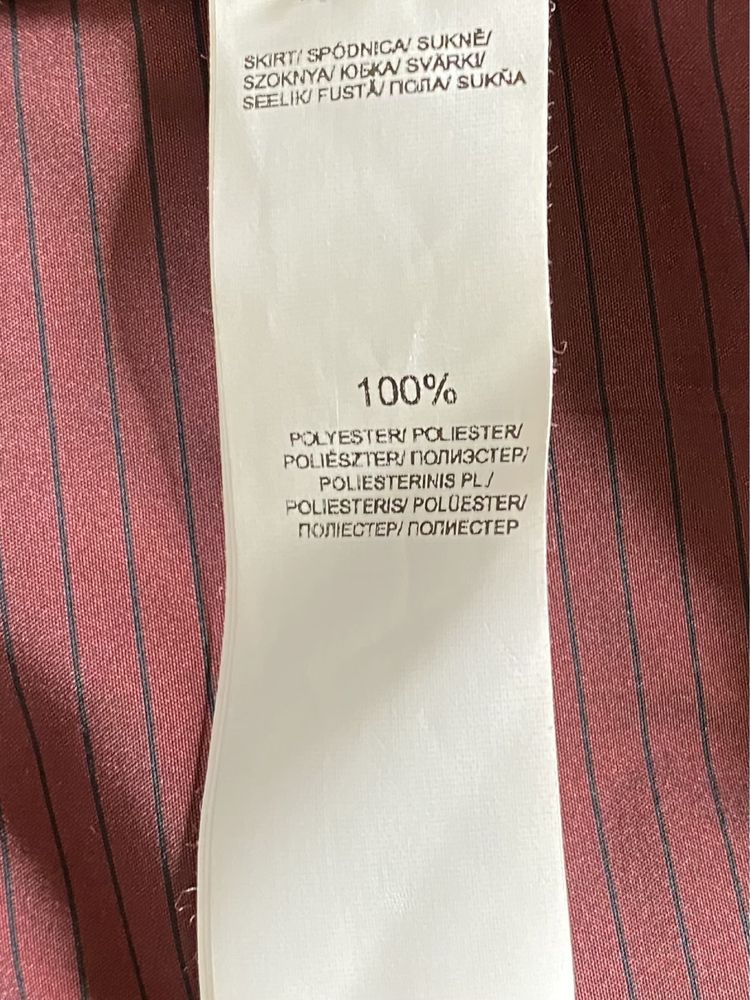 SKIRT/ SPÓDNICA/ SUKNĚ/
SZOKNYA/ ЮБКА/ SVÄRKI/
SEELIK/ FUSTĂ/ ПОЛА/ SUKŇA
100%
POLYESTER/ POLIESTER/
POLIÉSZTER/ ПОЛИЭСТЕР/
POLIESTERINIS PL./
POLIESTERIS/ POLÜESTER/
ПОЛІЕСТЕР/ ПОЛИЕСТЕР